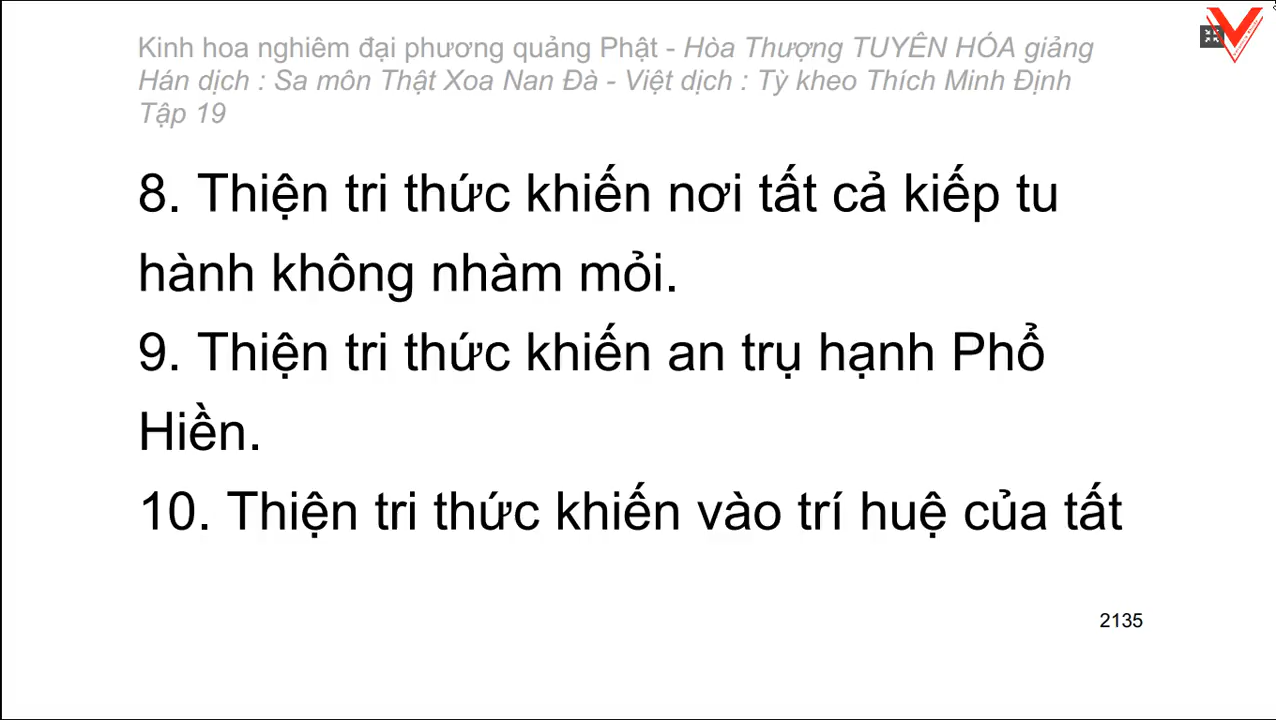 Kinh hoa nghiêm đại phương quảng Phật - Hòa Thượng TUYÊN HÓA giảng
Hán dịch : Sa môn Thật Xoa Nan Đà - Việt dịch : Tỳ kheo Thích Minh Định
Tập 19
8. Thiện tri thức khiến nơi tất cả kiếp tu
hành không nhàm mỏi.
9. Thiện tri thức khiến an trụ hạnh Phổ
Hiền.
10. Thiện tri thức khiến vào trí huệ của tất
2135